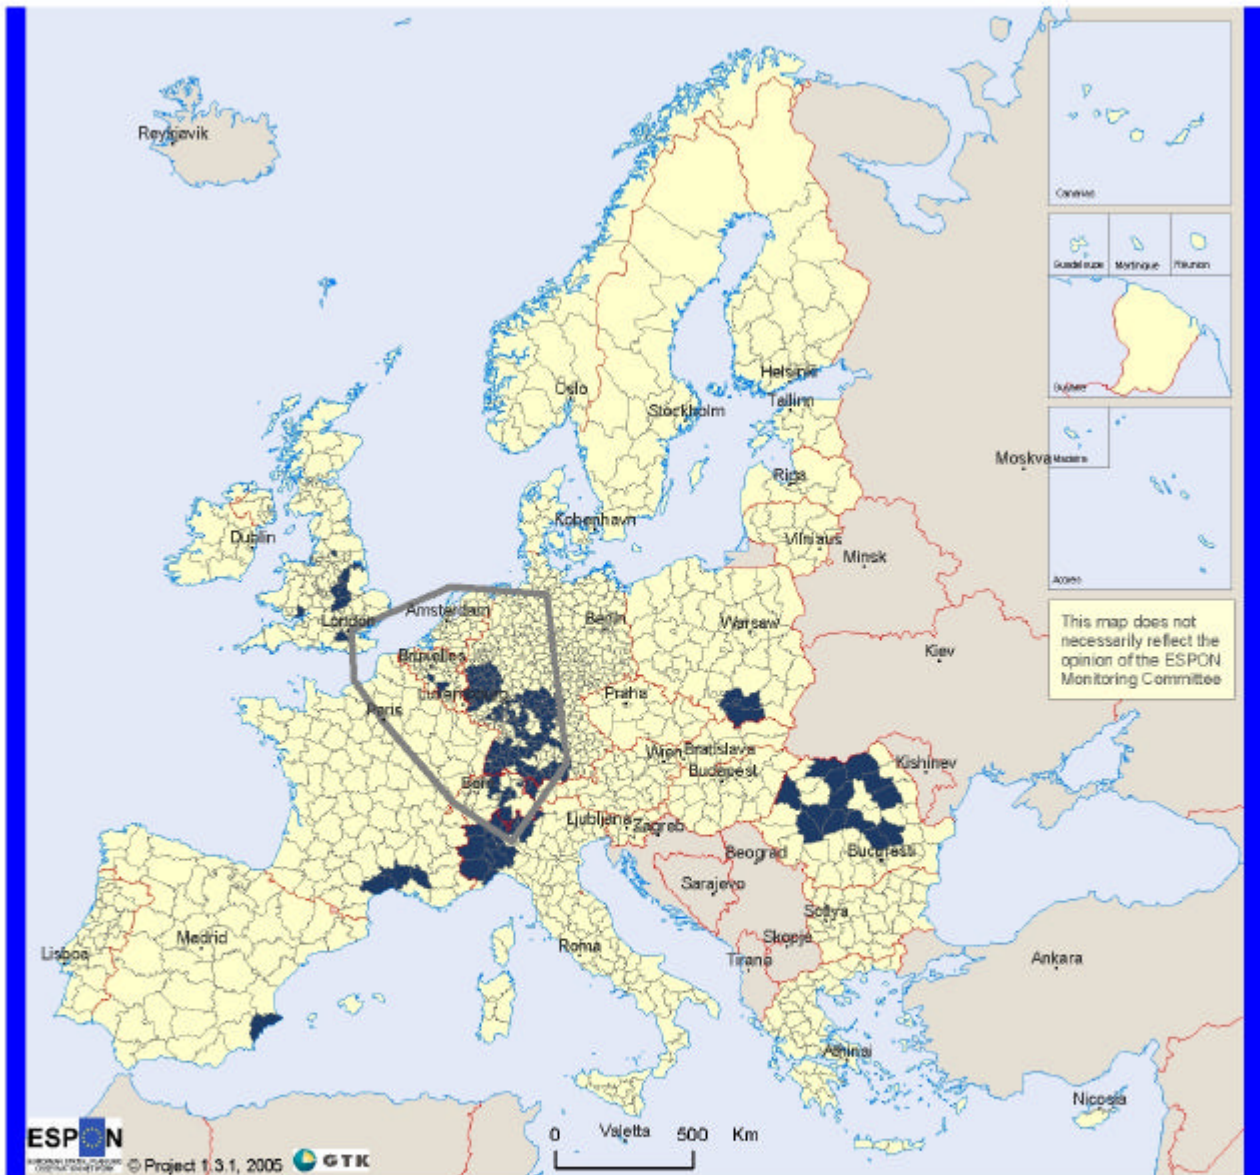 Reykjavik
Canarias
Guadeloupe
Martinique
Réunion
Guyane
Helsinki
Oslo
Tallinn
Stockholm
Moskva
Madeira
Riga
København
Dublin
Vilniaus
Minsk
Acores
Amsterdam
London
Berlin
Warsaw
This map does not
necessarily reflect the
opinion of the ESPON
Monitoring Committee
Kiev
Bruxelles
Luxembourg
Praha
Paris
Wien
Bratislava
Kishinev
Budapest
Bern
Ljubljana
Zagreb
Bucuresti
Beograd
Sarajevo
Sofiya
Madrid
Skopje
Roma
Lisboa
Tirana
Ankara
Athinai
Nicosia
Valetta
0 500 Km
ESPON
© Project 1.3.1, 2005
GTK